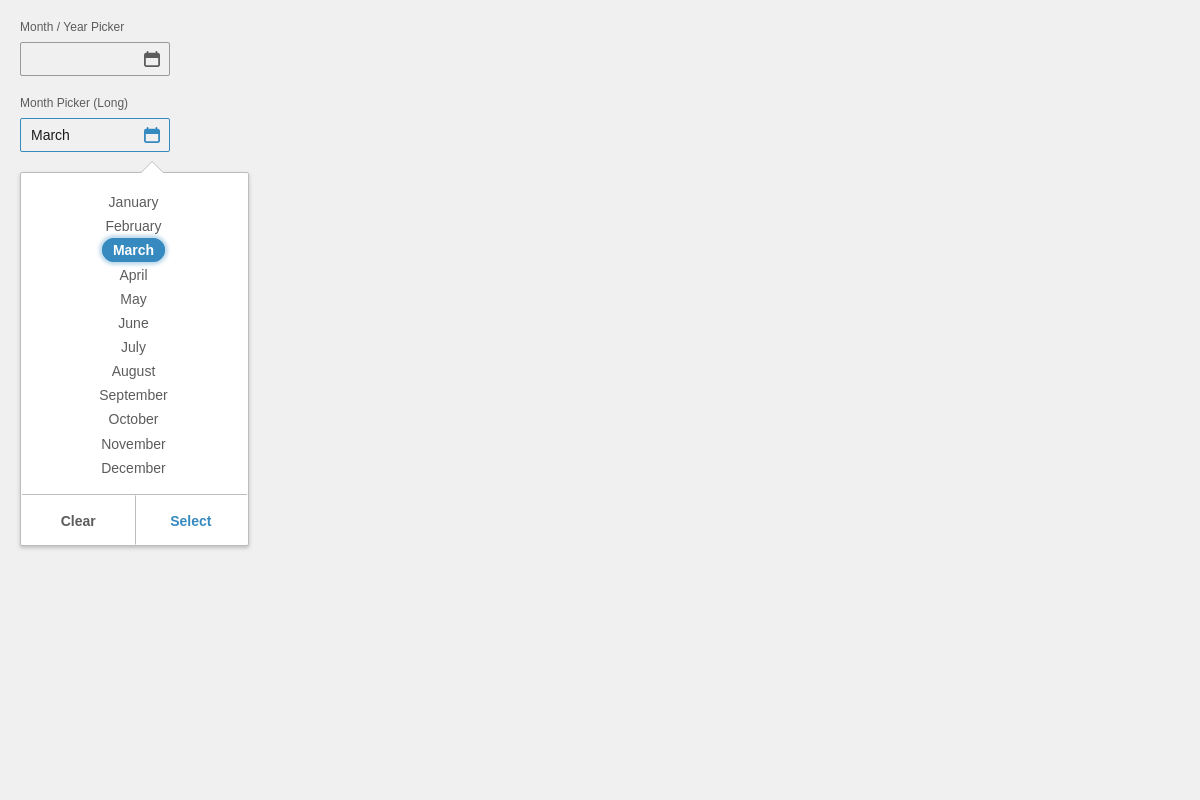 Month / Year Picker
Month Picker (Long)
March
January
February
March
April
May
June
July
August
September
October
November
December
Clear Select